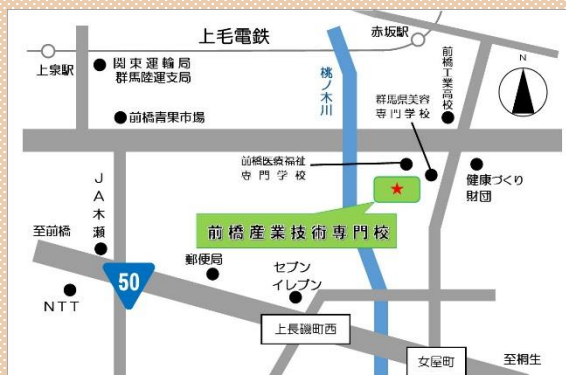 上毛電鉄
赤坂駅
上泉駅
関東運輸局
群馬陸運支局
桃ノ木川
前橋工業高校
N
群馬県美容
専門学校
前橋青果市場
前橋医療福祉
専門学校
健康づくり
財団
JA木瀬
至前橋
前橋産業技術専門校
郵便局
セブン
イレブン
50
NTT
上長磯町西
女屋町
至桐生